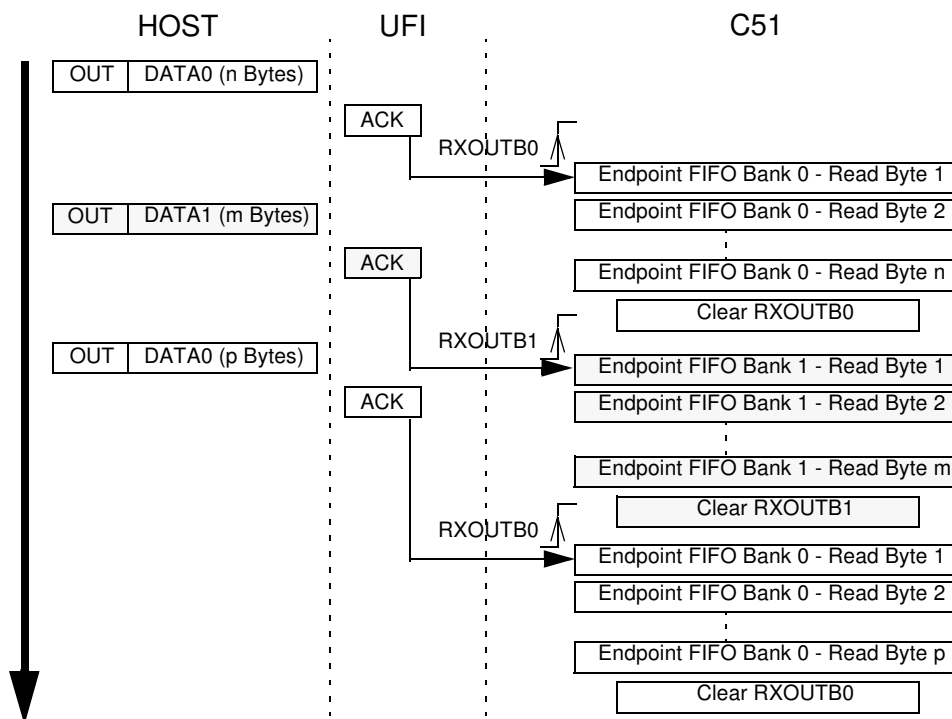 HOST UFI C51
OUT DATA0 (n Bytes)
ACK
RXOUTB0
Endpoint FIFO Bank 0 - Read Byte 1
OUT DATA1 (m Bytes)
Endpoint FIFO Bank 0 - Read Byte 2
ACK
Endpoint FIFO Bank 0 - Read Byte n
Clear RXOUTB0
RXOUTB1
OUT DATA0 (p Bytes)
Endpoint FIFO Bank 1 - Read Byte 1
ACK
Endpoint FIFO Bank 1 - Read Byte 2
Endpoint FIFO Bank 1 - Read Byte m
Clear RXOUTB1
RXOUTB0
Endpoint FIFO Bank 0 - Read Byte 1
Endpoint FIFO Bank 0 - Read Byte 2
Endpoint FIFO Bank 0 - Read Byte p
Clear RXOUTB0